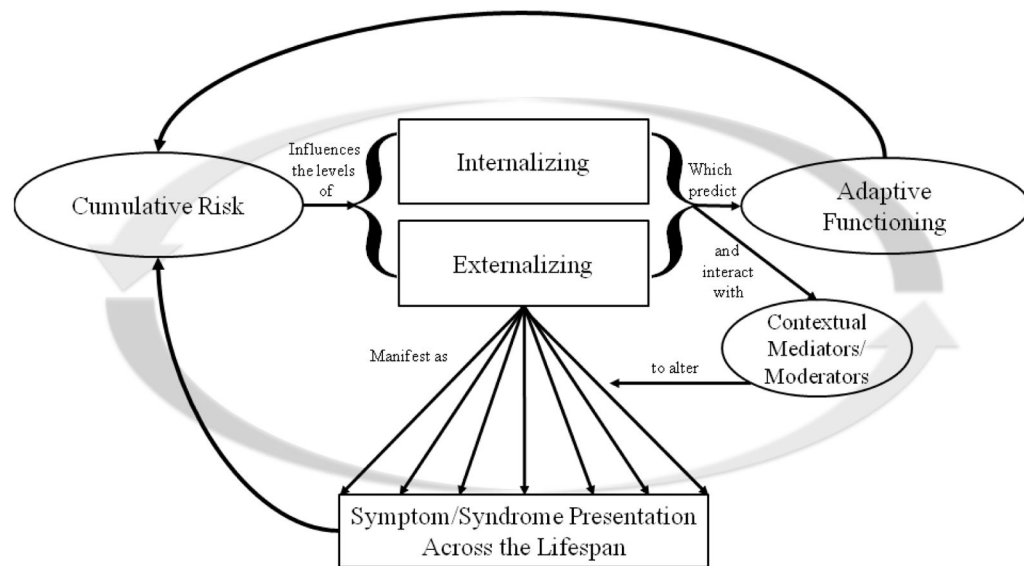 Cumulative Risk
Influences
the levels
of
Internalizing
Externalizing
Which
predict
Adaptive
Functioning
and
interact
with
Contextual
Mediators/
Moderators
to alter
Manifest as
Symptom/Syndrome Presentation
Across the Lifespan